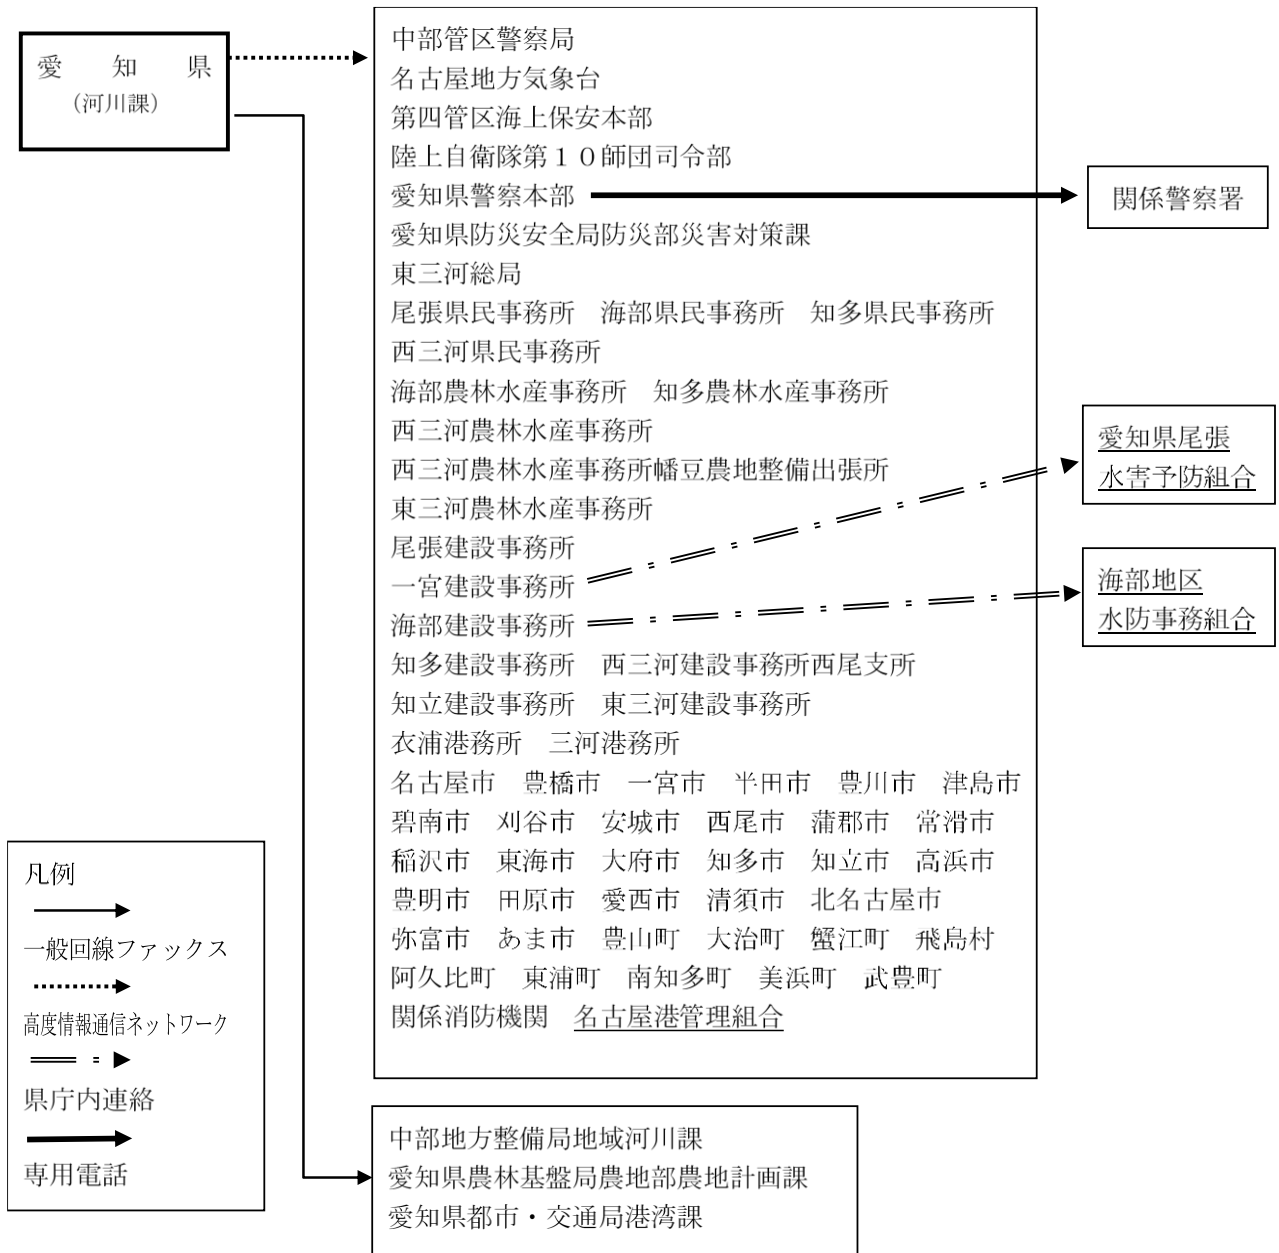 愛　知　県
（河川課）
中部管区警察局
名古屋地方気象台
第四管区海上保安本部
陸上自衛隊第１０師団司令部
愛知県警察本部
愛知県防災安全局防災部災害対策課
東三河総局
尾張県民事務所　海部県民事務所　知多県民事務所
西三河県民事務所
海部農林水産事務所　知多農林水産事務所
西三河農林水産事務所
西三河農林水産事務所幡豆農地整備出張所
東三河農林水産事務所
尾張建設事務所
一宮建設事務所
海部建設事務所
知多建設事務所　西三河建設事務所西尾支所
知立建設事務所　東三河建設事務所
衣浦港務所　三河港務所
名古屋市　豊橋市　一宮市　半田市　豊川市　津島市
碧南市　刈谷市　安城市　西尾市　蒲郡市　常滑市
稲沢市　東海市　大府市　知多市　知立市　高浜市
豊明市　田原市　愛西市　清須市　北名古屋市
弥富市　あま市　豊山町　大治町　蟹江町　飛島村
阿久比町　東浦町　南知多町　美浜町　武豊町
関係消防機関　名古屋港管理組合
関係警察署
愛知県尾張
水害予防組合
海部地区
水防事務組合
凡例
一般回線ファックス
高度情報通信ネットワーク
県庁内連絡
専用電話
中部地方整備局地域河川課
愛知県農林基盤局農地部農地計画課
愛知県都市・交通局港湾課